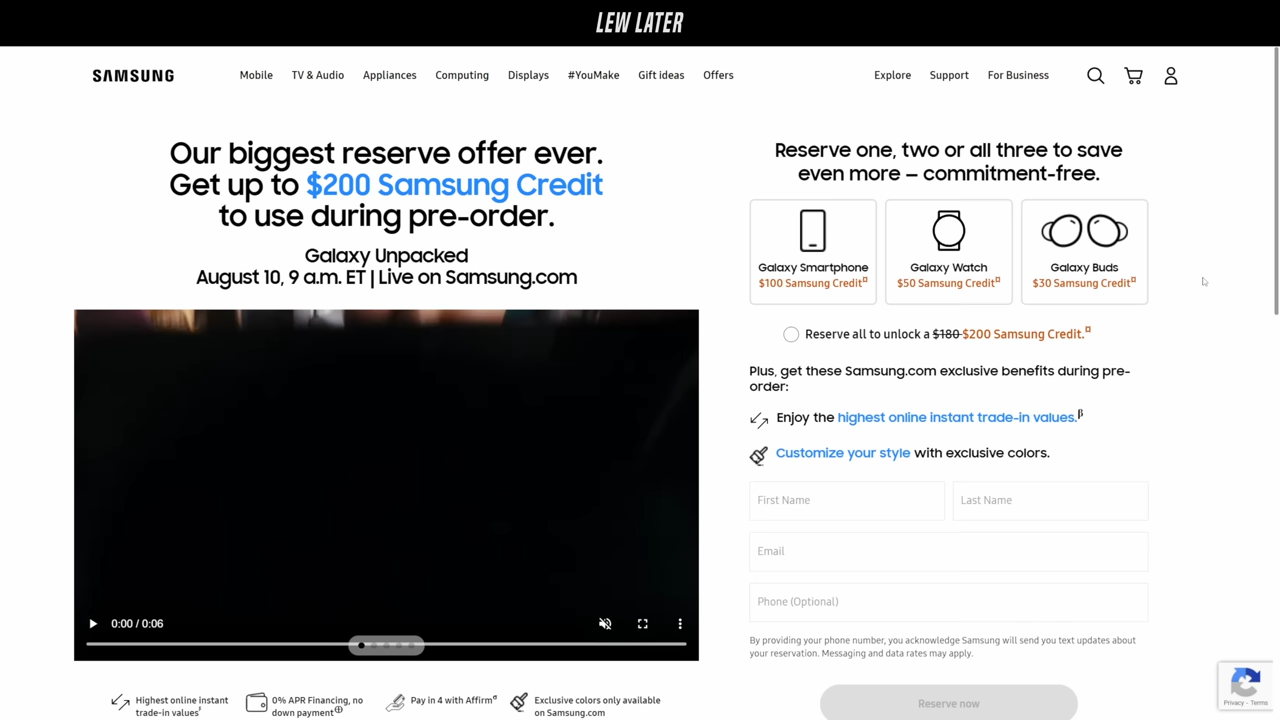 LEW LATER
SAMSUNG
Mobile
TV & Audio
Appliances
Computing
Displays
#YouMake
Gift ideas
Offers
Explore
Support
For Business
Our biggest reserve offer ever.
Get up to $200 Samsung Credit
to use during pre-order.
Galaxy Unpacked
August 10, 9 a.m. ET | Live on Samsung.com
0:00 / 0:06
Highest online instant
trade-in values
0% APR Financing, no
down payment
Pay in 4 with Affirm
Exclusive colors only available
on Samsung.com
Reserve one, two or all three to save
even more – commitment-free.
Galaxy Smartphone
$100 Samsung Credit¤
Galaxy Watch
$50 Samsung Credit¤
Galaxy Buds
$30 Samsung Credit¤
Reserve all to unlock a $180 $200 Samsung Credit.¤
Plus, get these Samsung.com exclusive benefits during pre-
order:
Enjoy the highest online instant trade-in values.β
Customize your style with exclusive colors.
First Name
Last Name
Email
Phone (Optional)
By providing your phone number, you acknowledge Samsung will send you text updates about
your reservation. Messaging and data rates may apply.
Reserve now
Privacy - Terms